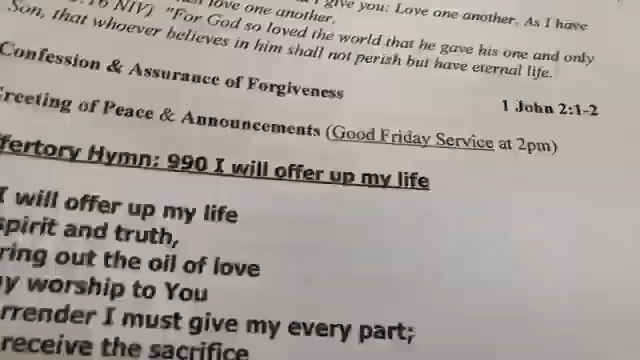 love one another.
give you: Love one another. As I have
16 NIV) "For God so loved the world that he gave his one and only
Son, that whoever believes in him shall not perish but have eternal life.
Confession & Assurance of Forgiveness 1 John 2:1-2
reeting of Peace & Announcements (Good Friday Service at 2pm)
fertory Hymn: 990 I will offer up my life
I will offer up my life
spirit and truth,
ring out the oil of love
y worship to You
rrender I must give my every part;
receive the sacrifice